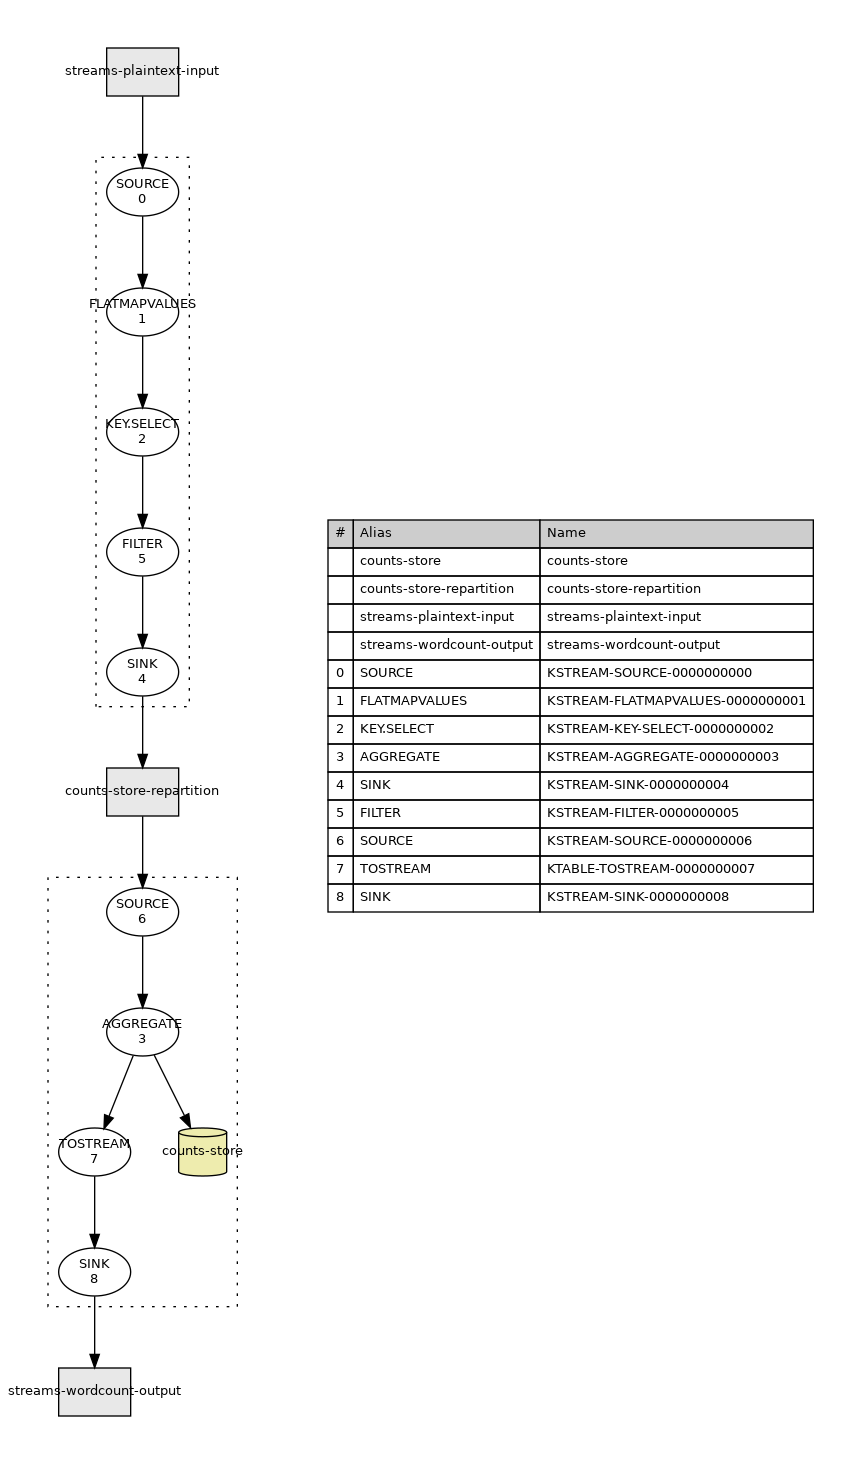 streams-plaintext-input
SOURCE
0
FLATMAPVALUES
1
KEY.SELECT
2
FILTER
5
SINK
4
counts-store-repartition
SOURCE
6
AGGREGATE
3
TOSTREAM
7
counts-store
SINK
8
streams-wordcount-output
# Alias Name
counts-store counts-store
counts-store-repartition counts-store-repartition
streams-plaintext-input streams-plaintext-input
streams-wordcount-output streams-wordcount-output
0 SOURCE KSTREAM-SOURCE-0000000000
1 FLATMAPVALUES KSTREAM-FLATMAPVALUES-0000000001
2 KEY.SELECT KSTREAM-KEY-SELECT-0000000002
3 AGGREGATE KSTREAM-AGGREGATE-0000000003
4 SINK KSTREAM-SINK-0000000004
5 FILTER KSTREAM-FILTER-0000000005
6 SOURCE KSTREAM-SOURCE-0000000006
7 TOSTREAM KTABLE-TOSTREAM-0000000007
8 SINK KSTREAM-SINK-0000000008